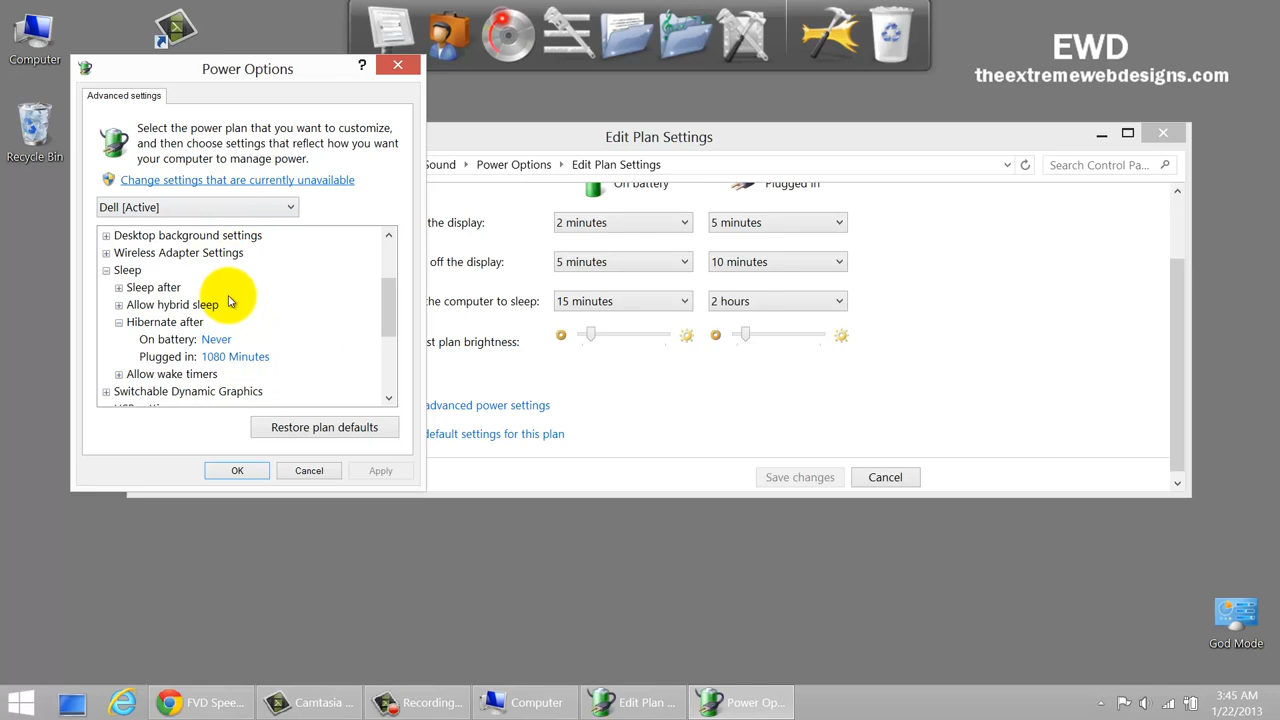 Computer
Recycle Bin
EWD
theextremewebdesigns.com
Power Options
?
Advanced settings
Select the power plan that you want to customize,
and then choose settings that reflect how you want
your computer to manage power.
Change settings that are currently unavailable
Dell [Active]
Desktop background settings
Wireless Adapter Settings
Sleep
Sleep after
Allow hybrid sleep
Hibernate after
On battery: Never
Plugged in: 1080 Minutes
Allow wake timers
Switchable Dynamic Graphics
Restore plan defaults
OK Cancel Apply
Edit Plan Settings
Sound Power Options Edit Plan Settings
Search Control Pa...
On battery Plugged in
the display: 2 minutes 5 minutes
off the display: 5 minutes 10 minutes
the computer to sleep: 15 minutes 2 hours
st plan brightness:
advanced power settings
default settings for this plan
Save changes Cancel
God Mode
FVD Spee... Camtasia ... Recording... Computer Edit Plan ... Power Op...
3:45 AM
1/22/2013